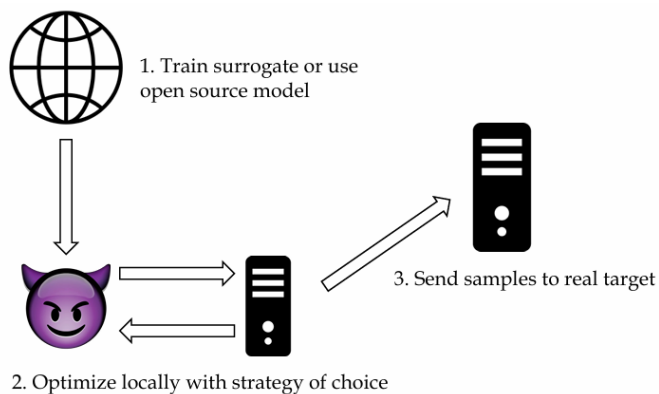 1. Train surrogate or use
open source model
3. Send samples to real target
2. Optimize locally with strategy of choice